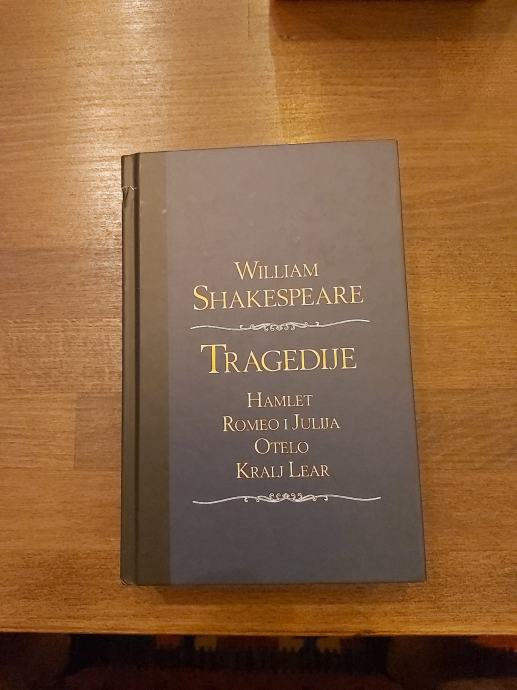 WILLIAM
SHAKESPEARE
TRAGEDIJE
HAMLET
ROMEO I JULIJA
OTELO
KRALJ LEAR